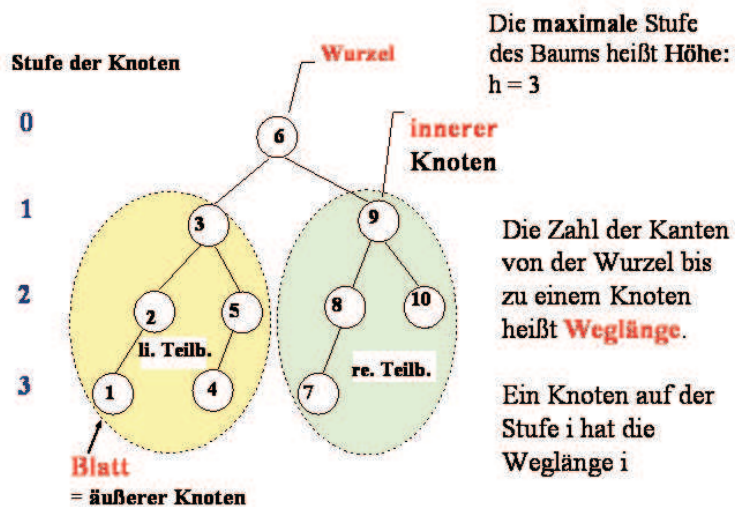 Die maximale Stufe
des Baums heißt Höhe:
h = 3
Stufe der Knoten
Wurzel
0
6
innerer
Knoten
1
3
9
Die Zahl der Kanten
von der Wurzel bis
zu einem Knoten
heißt Weglänge.
2
2
5
8
10
li. Teilb.
re. Teilb.
3
1
4
7
Ein Knoten auf der
Stufe i hat die
Weglänge i
Blatt
= äußerer Knoten